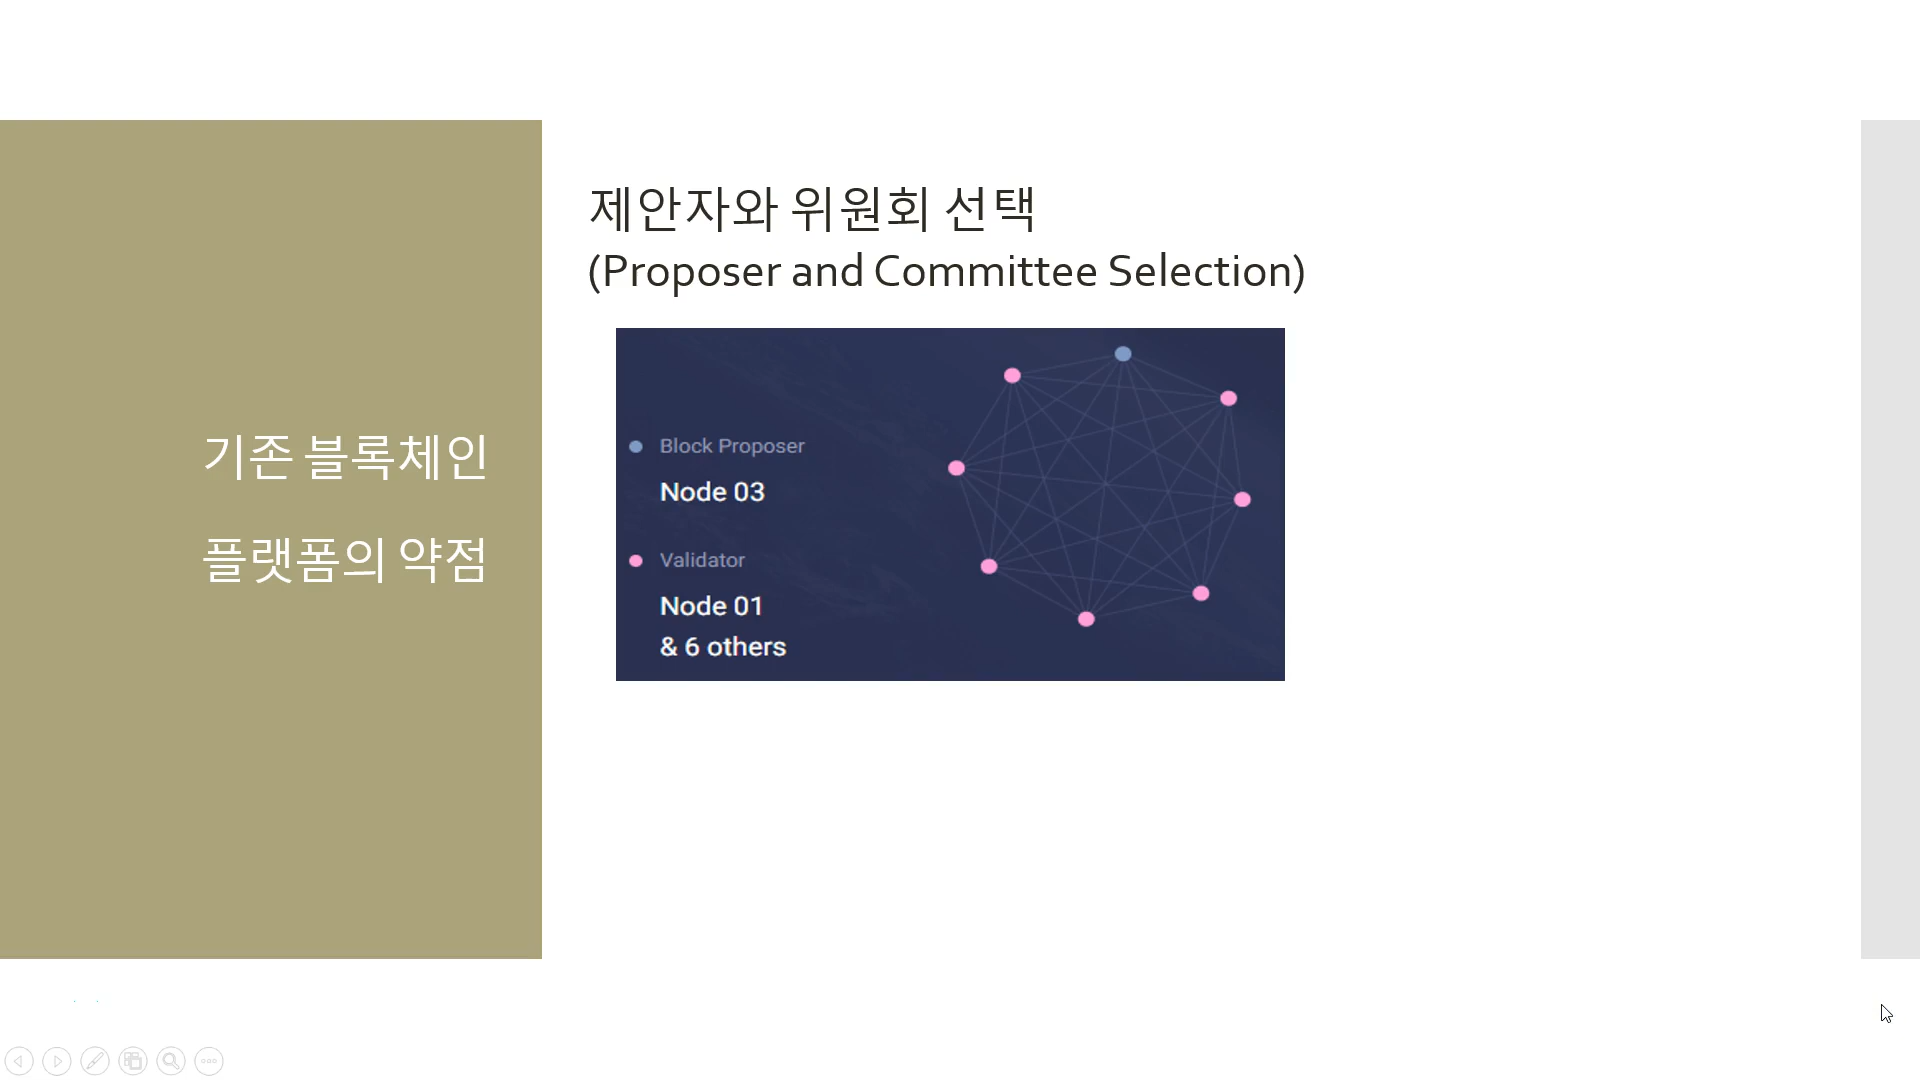 기존 블록체인
플랫폼의 약점
제안자와 위원회 선택
(Proposer and Committee Selection)
Block Proposer
Node 03
Validator
Node 01
& 6 others